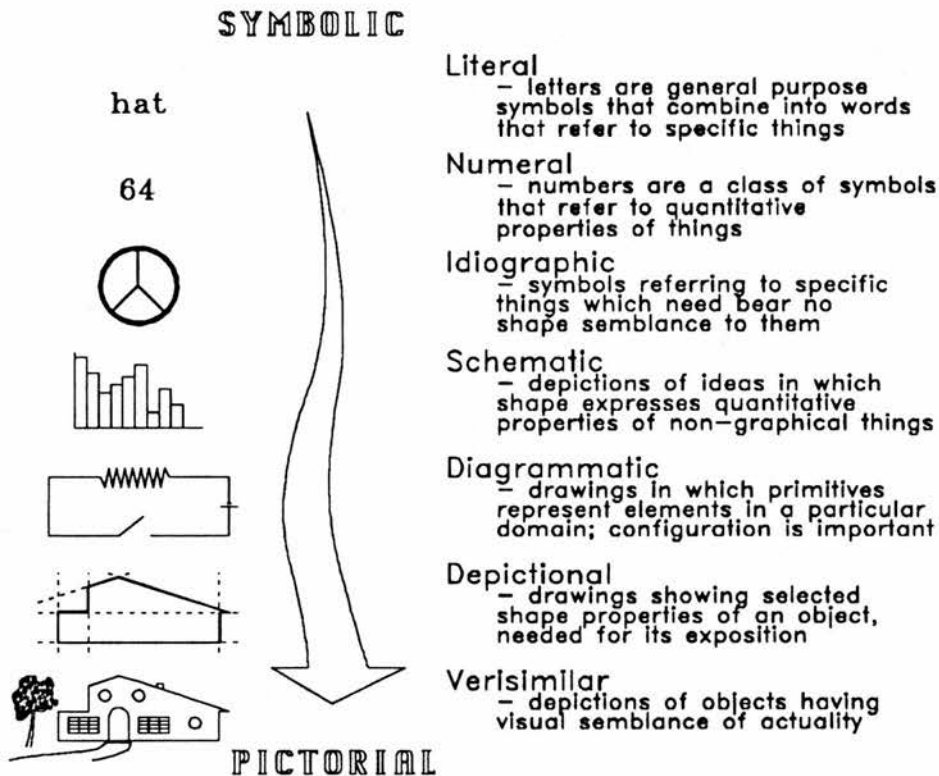 SYMBOLIC
hat
Literal
– letters are general purpose
symbols that combine into words
that refer to specific things
64
Numeral
– numbers are a class of symbols
that refer to quantitative
properties of things
Idiographic
– symbols referring to specific
things which need bear no
shape semblance to them
Schematic
– depictions of ideas in which
shape expresses quantitative
properties of non–graphical things
Diagrammatic
– drawings in which primitives
represent elements in a particular
domain; configuration is important
Depictional
– drawings showing selected
shape properties of an object,
needed for its exposition
Verisimilar
– depictions of objects having
visual semblance of actuality
PICTORIAL